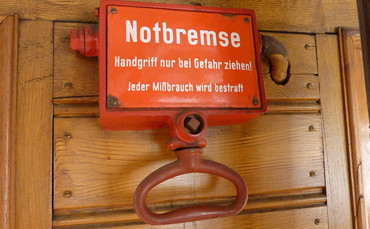 Notbremse
Handgriff nur bei Gefahr ziehen!
Jeder Mißbrauch wird bestraft